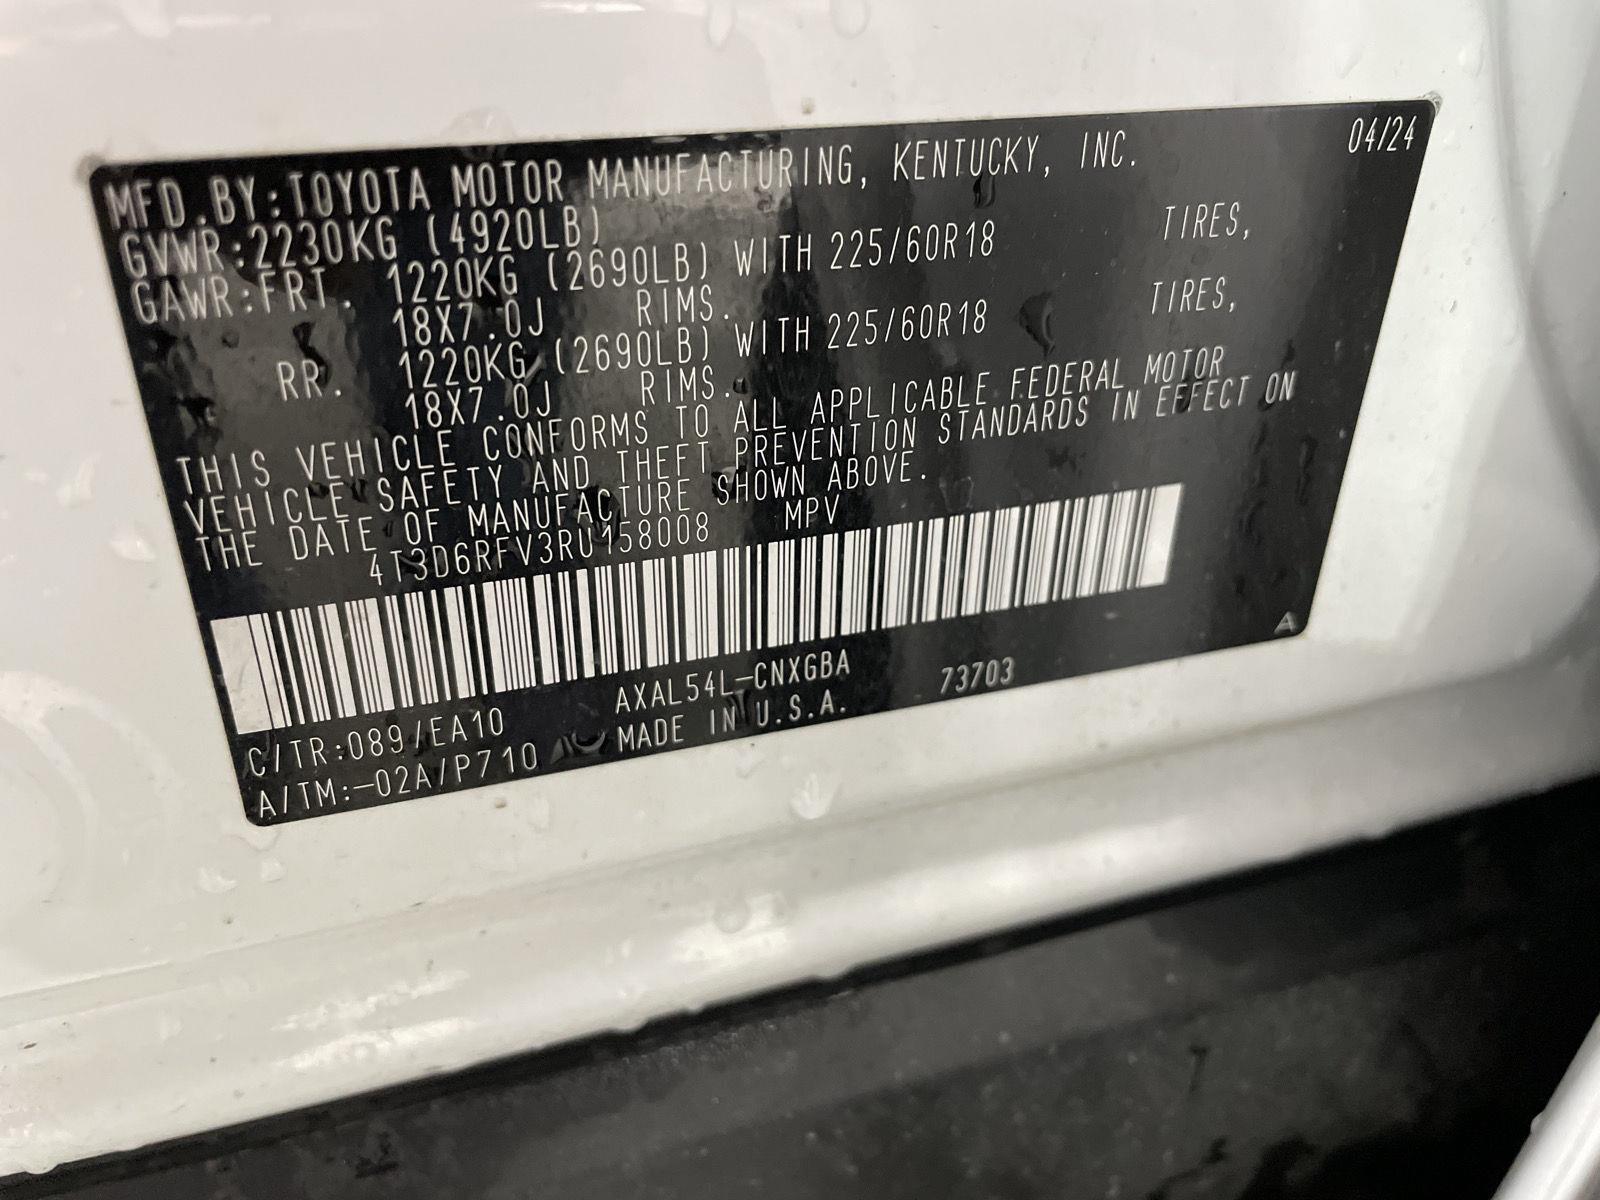 MFD.BY:TOYOTA MOTOR MANUFACTURING, KENTUCKY, INC. 04/24
GVWR:2230KG (4920LB)
GAWR:FRT. 1220KG (2690LB) WITH 225/60R18 TIRES,
18X7.0J RIMS.
RR. 1220KG (2690LB) WITH 225/60R18 TIRES,
18X7.0J RIMS.
THIS VEHICLE CONFORMS TO ALL APPLICABLE FEDERAL MOTOR
VEHICLE SAFETY AND THEFT PREVENTION STANDARDS IN EFFECT ON
THE DATE OF MANUFACTURE SHOWN ABOVE.
4T3D6RFV3RU158008 MPV
C/TR:089/EA10 AXAL54L-CNXGBA 73703 A
A/TM:-02A/P710 MADE IN U.S.A.